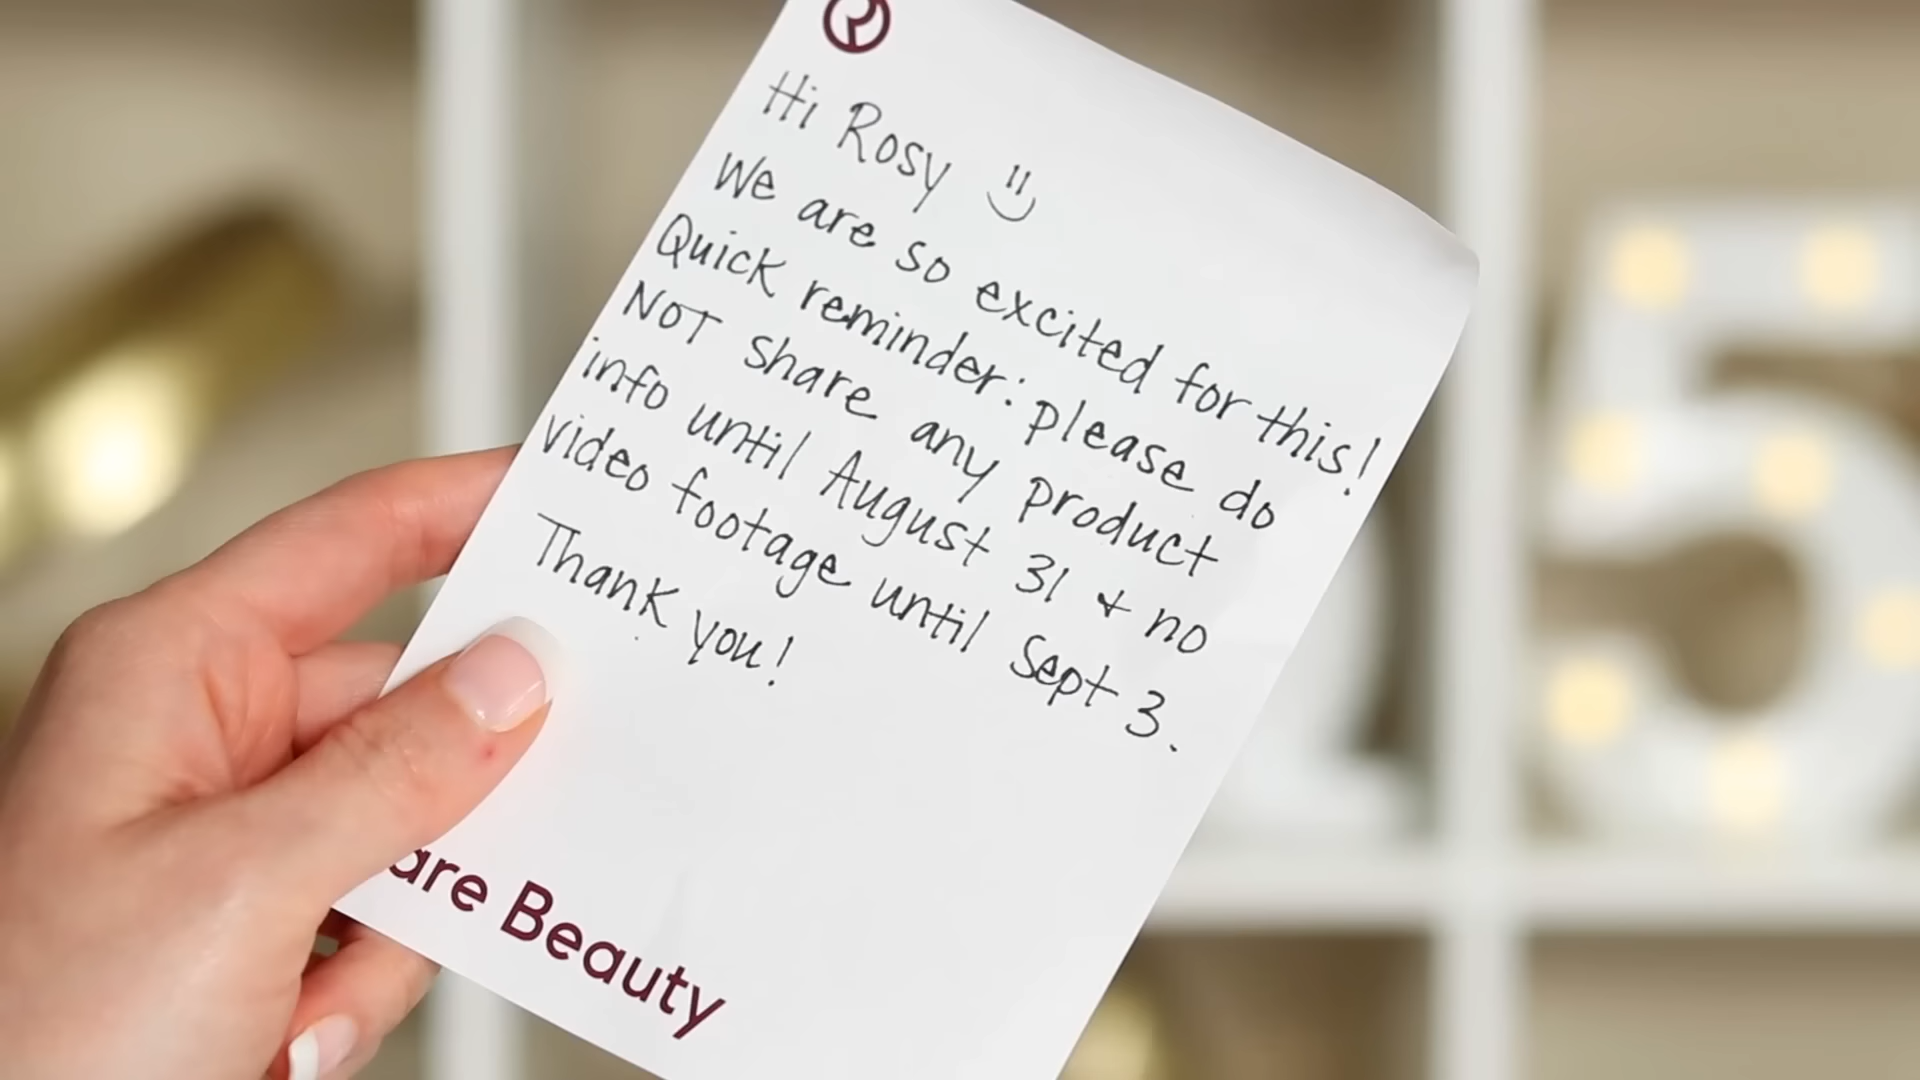 Hi Rosy
We are so excited for this!
Quick reminder: please do
NOT share any product
info until August 31 & no
video footage until Sept 3.
Thank you!
are Beauty